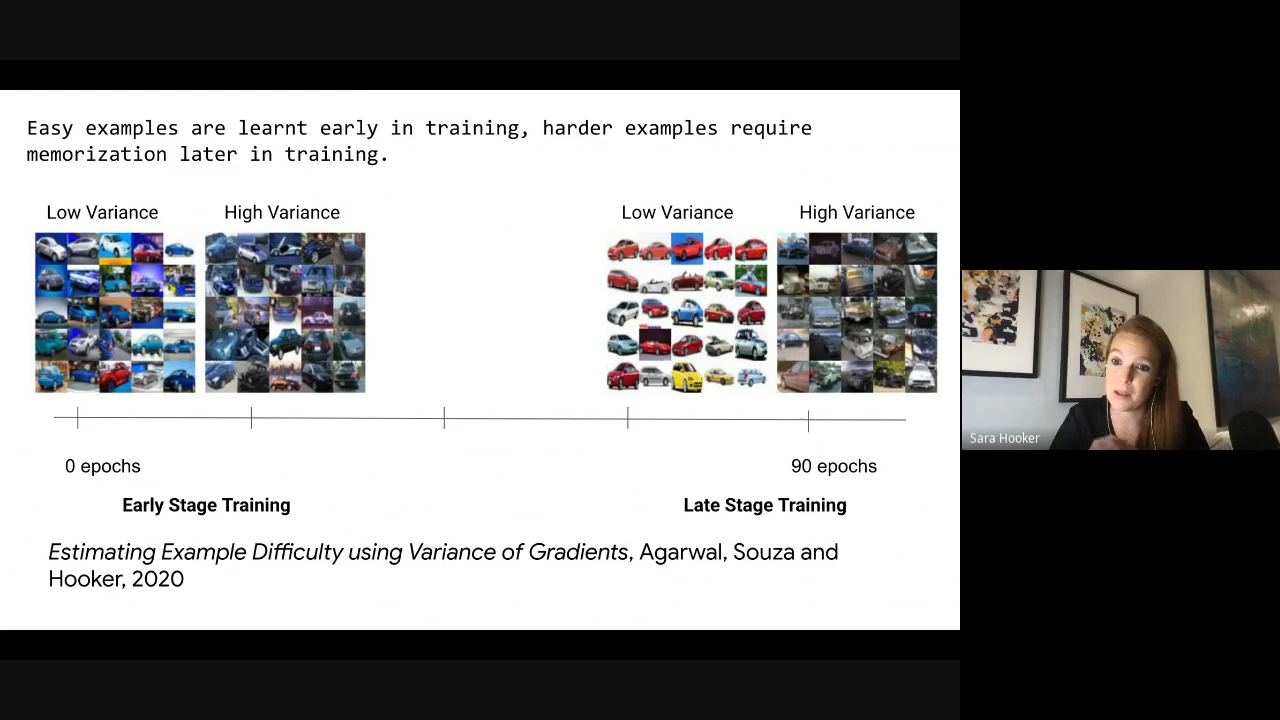 Easy examples are learnt early in training, harder examples require
memorization later in training.
Low Variance
High Variance
Low Variance
High Variance
0 epochs
90 epochs
Early Stage Training
Late Stage Training
Estimating Example Difficulty using Variance of Gradients, Agarwal, Souza and
Hooker, 2020
Sara Hooker